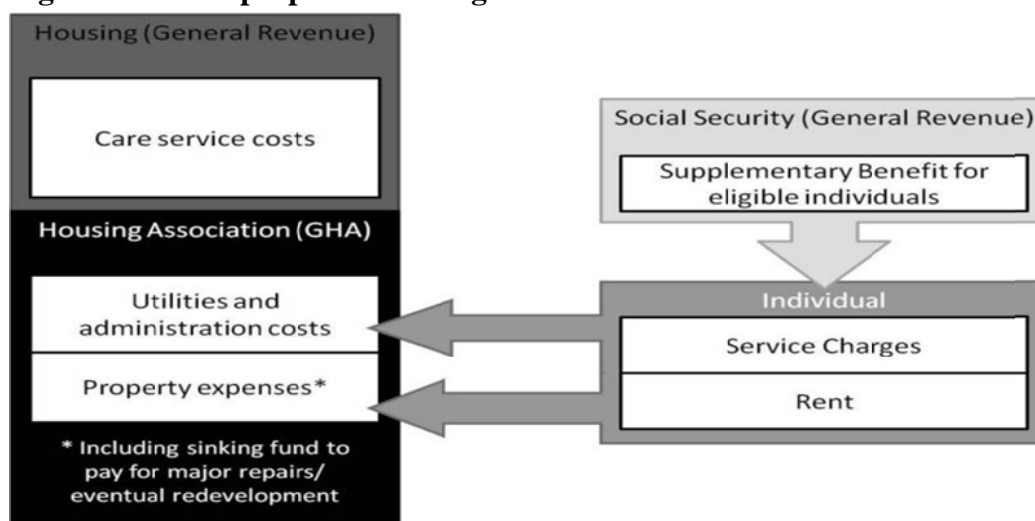 Housing (General Revenue)
Care service costs
Housing Association (GHA)
Utilities and
administration costs
Property expenses*
* Including sinking fund to
pay for major repairs/
eventual redevelopment
Social Security (General Revenue)
Supplementary Benefit for
eligible individuals
Individual
Service Charges
Rent